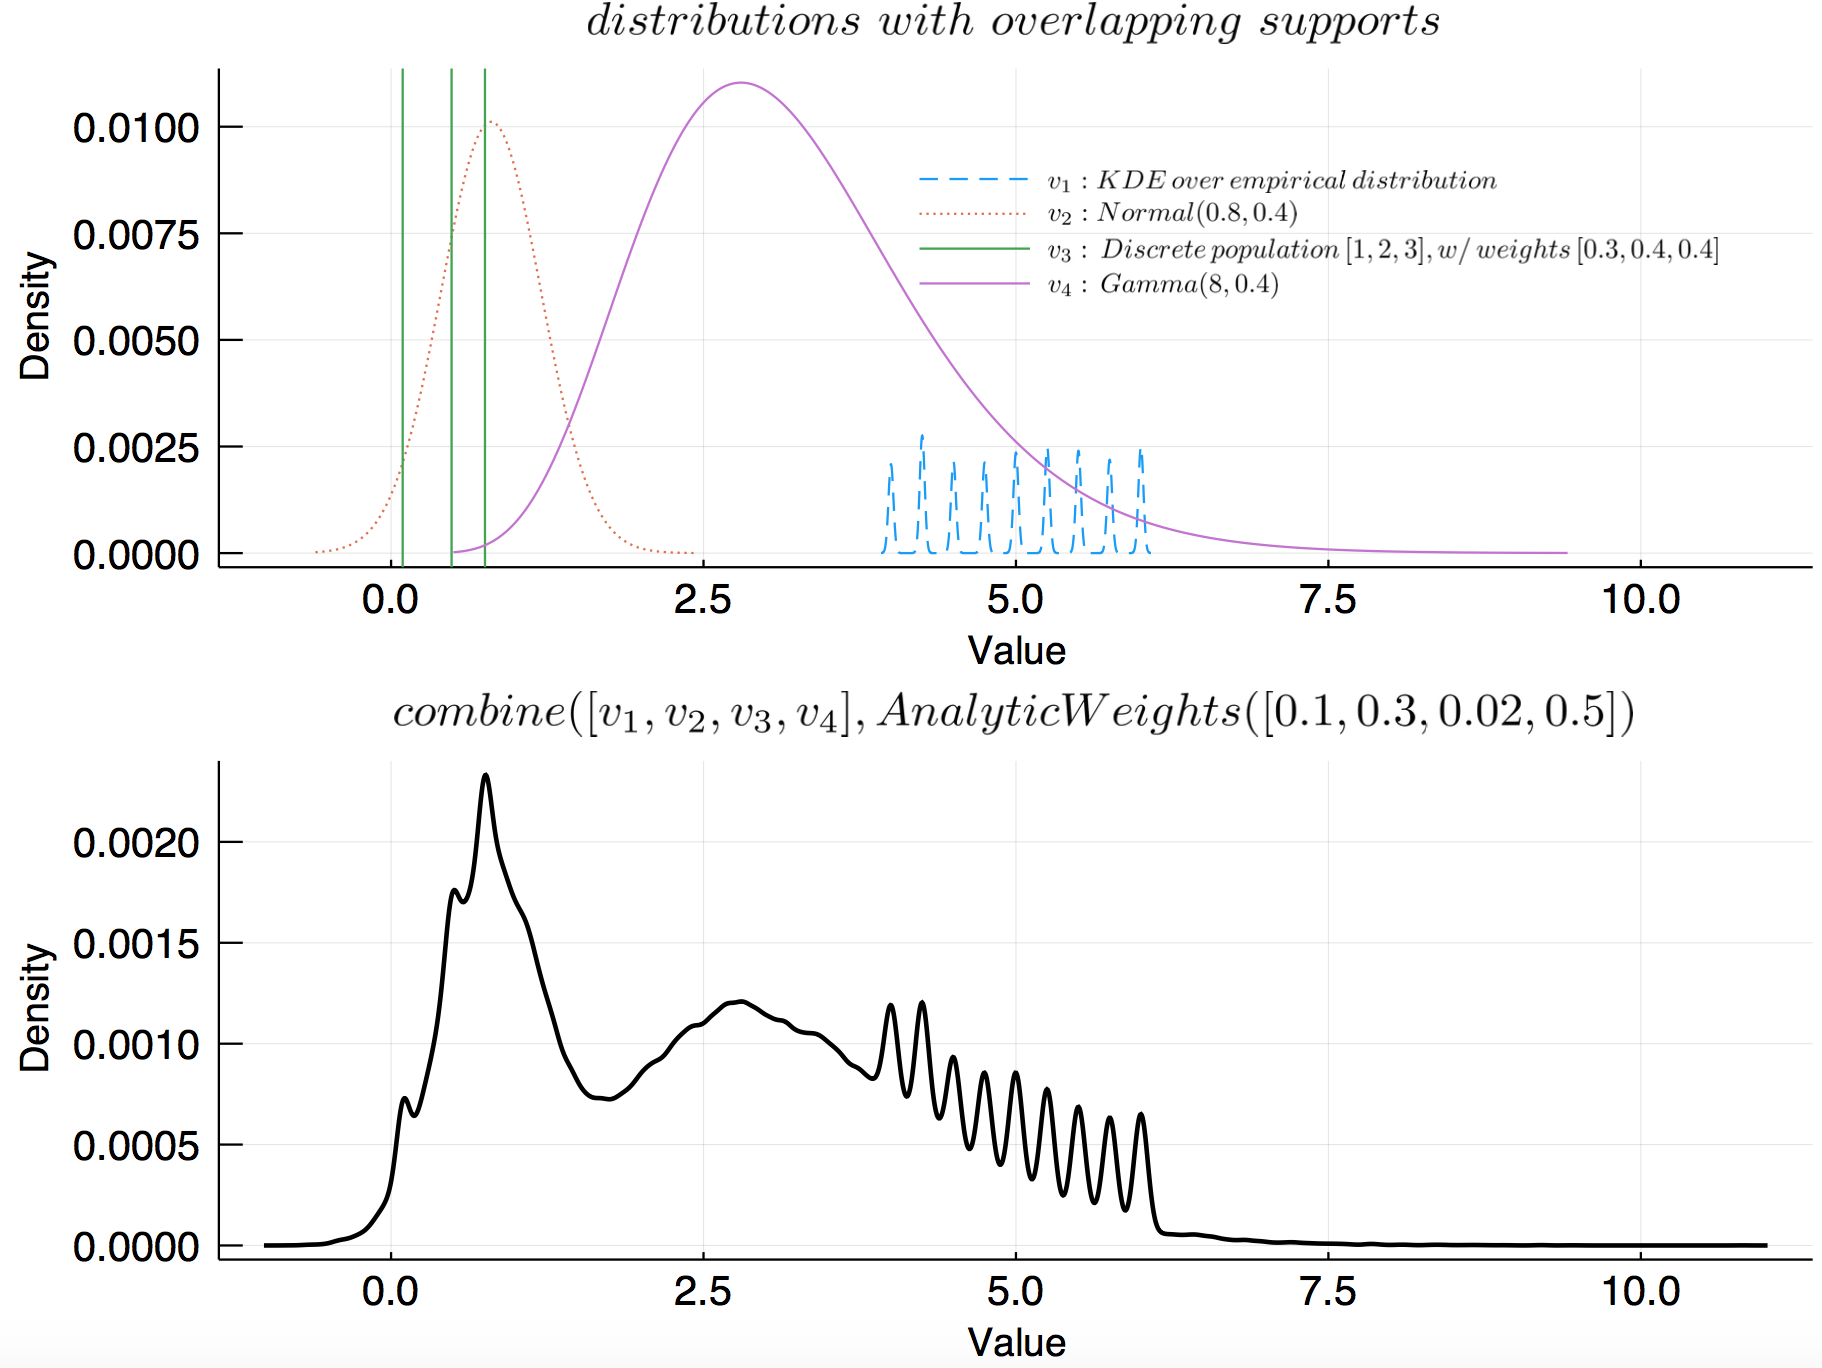 distributions with overlapping supports
0.0100
0.0075
0.0050
0.0025
0.0000
Density
v₁ : KDE over empirical distribution
v₂ : Normal(0.8, 0.4)
v₃ : Discrete population [1, 2, 3], w/ weights [0.3, 0.4, 0.4]
v₄ : Gamma(8, 0.4)
0.0 2.5 5.0 7.5 10.0
Value
combine([v₁, v₂, v₃, v₄], AnalyticWeights([0.1, 0.3, 0.02, 0.5])
0.0020
0.0015
0.0010
0.0005
0.0000
Density
0.0 2.5 5.0 7.5 10.0
Value